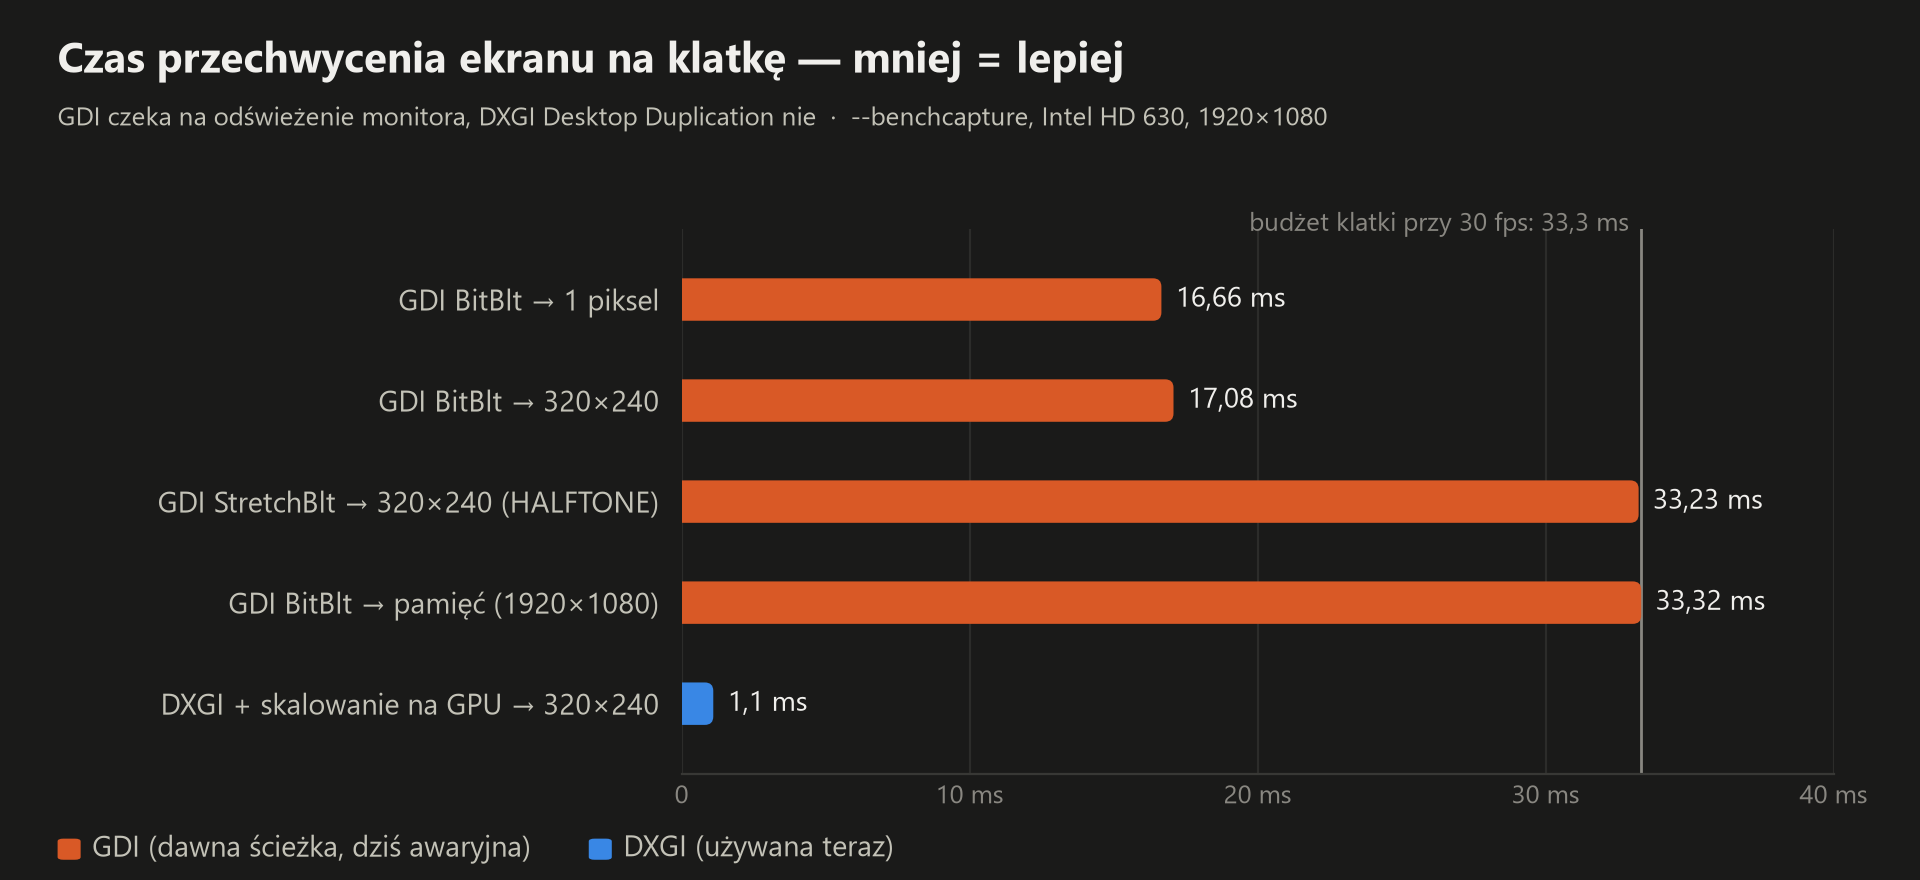 Czas przechwycenia ekranu na klatkę — mniej = lepiej
GDI czeka na odświeżenie monitora, DXGI Desktop Duplication nie · --benchcapture, Intel HD 630, 1920×1080
budżet klatki przy 30 fps: 33,3 ms
GDI BitBlt → 1 piksel 16,66 ms
GDI BitBlt → 320×240 17,08 ms
GDI StretchBlt → 320×240 (HALFTONE) 33,23 ms
GDI BitBlt → pamięć (1920×1080) 33,32 ms
DXGI + skalowanie na GPU → 320×240 1,1 ms
0 10 ms 20 ms 30 ms 40 ms
GDI (dawna ścieżka, dziś awaryjna) DXGI (używana teraz)